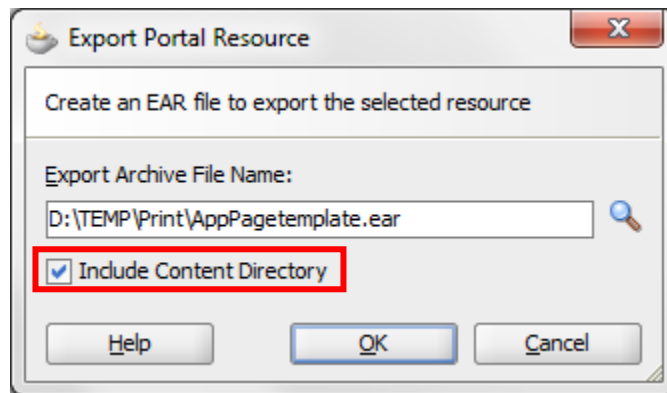 Export Portal Resource
Create an EAR file to export the selected resource
Export Archive File Name:
D:\TEMP\Print\AppPagetemplate.ear
Include Content Directory
Help OK Cancel